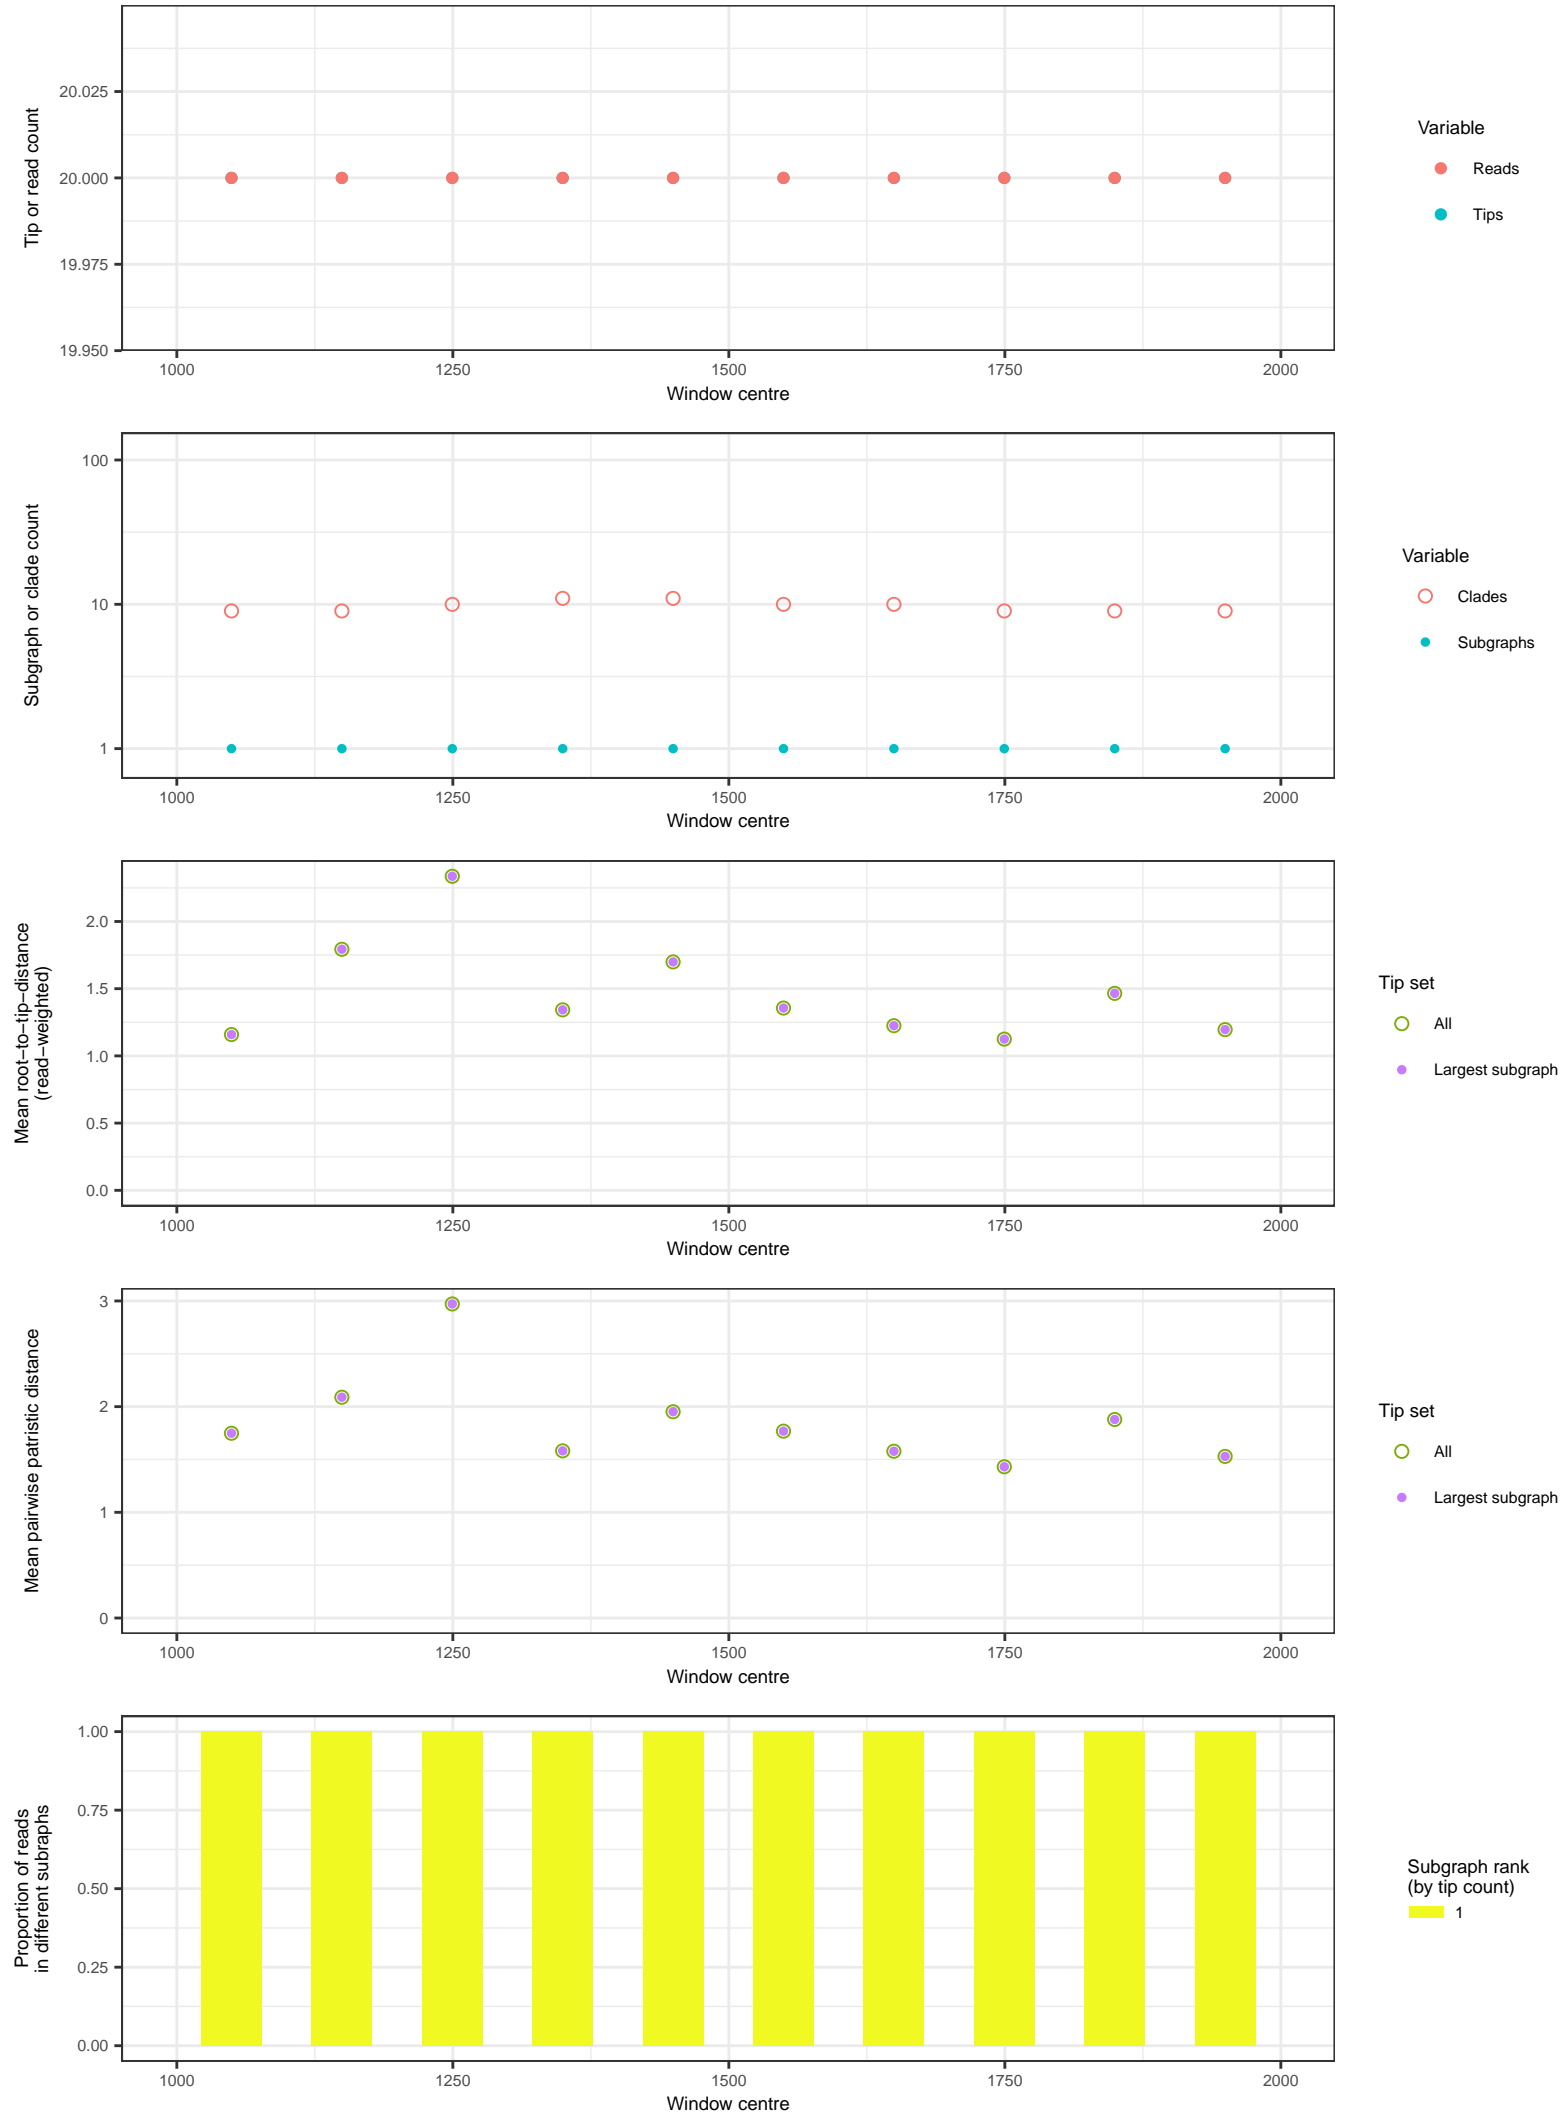 Tip or read count
20.025
20.000
19.975
19.950
1000 1250 1500 1750 2000
Window centre
Variable
Reads
Tips
Subgraph or clade count
100
10
1
1000 1250 1500 1750 2000
Window centre
Variable
Clades
Subgraphs
Mean root−to−tip−distance
(read−weighted)
2.0
1.5
1.0
0.5
0.0
1000 1250 1500 1750 2000
Window centre
Tip set
All
Largest subgraph
Mean pairwise patristic distance
3
2
1
0
1000 1250 1500 1750 2000
Window centre
Tip set
All
Largest subgraph
Proportion of reads
in different subraphs
1.00
0.75
0.50
0.25
0.00
1000 1250 1500 1750 2000
Window centre
Subgraph rank
(by tip count)
1